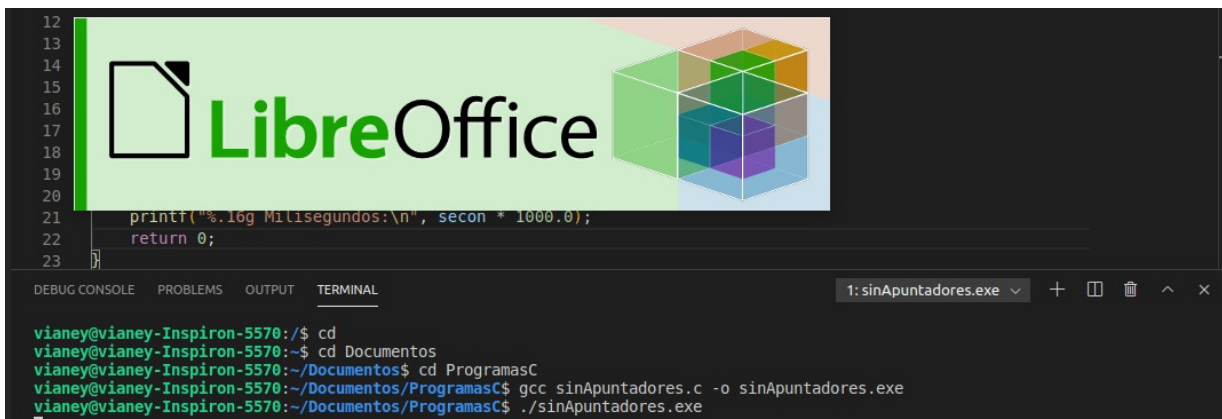 12
13
14
15
16
17
18
19
20
LibreOffice
21 printf("%.16g Milisegundos:\n", secon * 1000.0);
22 return 0;
23 }
DEBUG CONSOLE PROBLEMS OUTPUT TERMINAL 1: sinApuntadores.exe
vianey@vianey-Inspiron-5570:/$ cd
vianey@vianey-Inspiron-5570:~$ cd Documentos
vianey@vianey-Inspiron-5570:~/Documentos$ cd ProgramasC
vianey@vianey-Inspiron-5570:~/Documentos/ProgramasC$ gcc sinApuntadores.c -o sinApuntadores.exe
vianey@vianey-Inspiron-5570:~/Documentos/ProgramasC$ ./sinApuntadores.exe